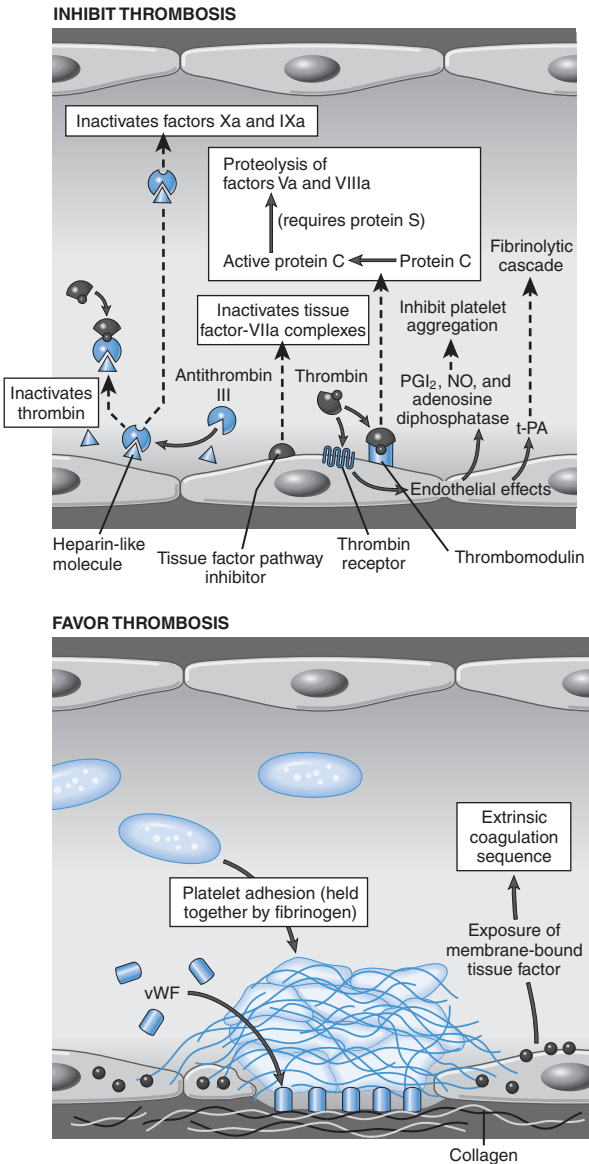 INHIBIT THROMBOSIS
Inactivates factors Xa and IXa
Proteolysis of
factors Va and VIIIa
(requires protein S)
Active protein C
Protein C
Fibrinolytic
cascade
Inactivates tissue
factor-VIIa complexes
Inhibit platelet
aggregation
Inactivates
thrombin
Antithrombin
III
Thrombin
PGI₂, NO, and
adenosine
diphosphatase
t-PA
Endothelial effects
Heparin-like
molecule
Tissue factor pathway
inhibitor
Thrombin
receptor
Thrombomodulin
FAVOR THROMBOSIS
Extrinsic
coagulation
sequence
Platelet adhesion (held
together by fibrinogen)
Exposure of
membrane-bound
tissue factor
vWF
Collagen